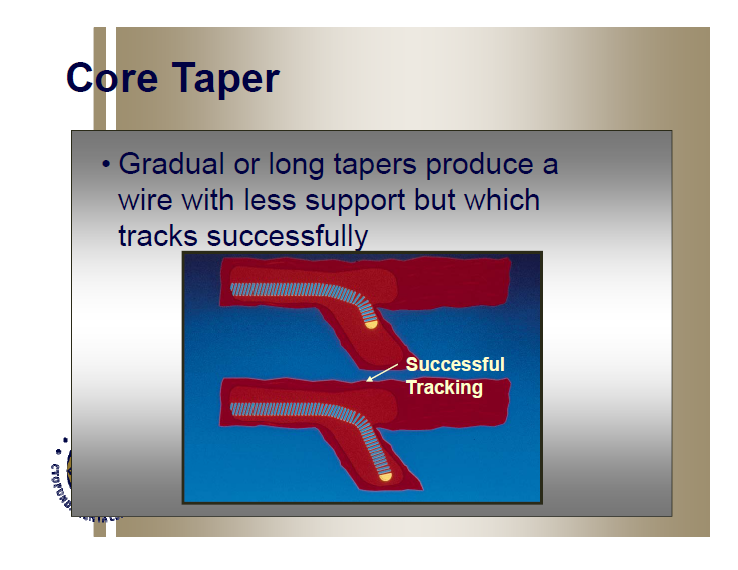 Core Taper
• Gradual or long tapers produce a
wire with less support but which
tracks successfully
Successful
Tracking